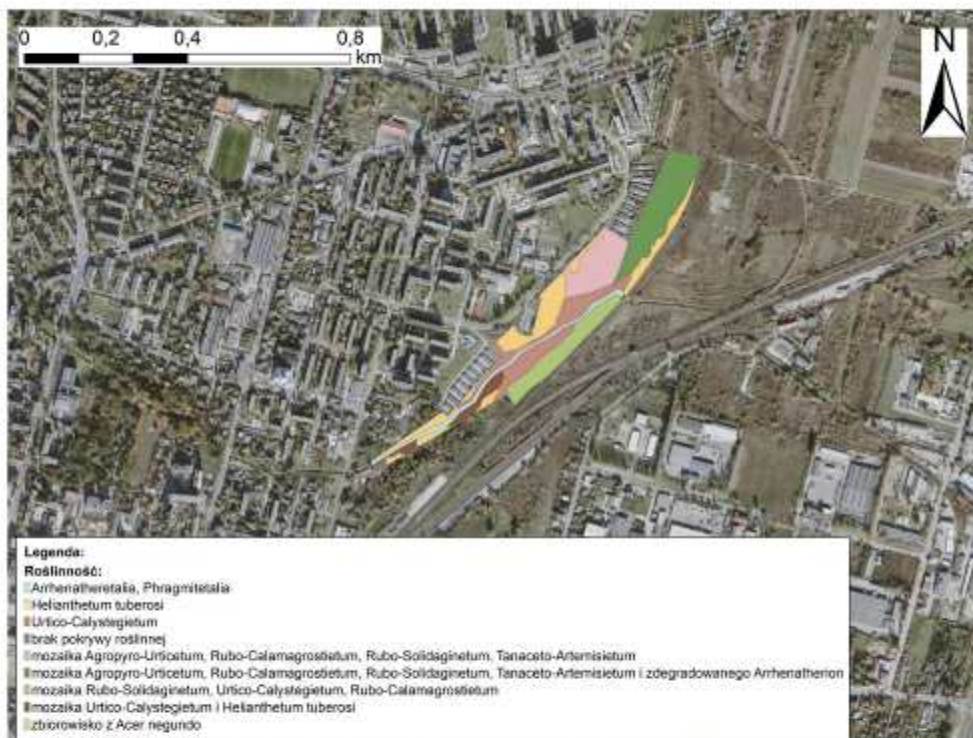 0 0,2 0,4 0,8
km
N
Legenda:
Roślinność:
Arrhenatheretalia, Phragmitetalia
Helianthetum tuberosi
Urtico-Calystegietum
brak pokrywy roślinnej
mozaika Agropyro-Urticetum, Rubo-Calamagrostietum, Rubo-Solidaginetum, Tanaceto-Artemisietum
mozaika Agropyro-Urticetum, Rubo-Calamagrostietum, Rubo-Solidaginetum, Tanaceto-Artemisietum i zdegradowanego Arrhenatherion
mozaika Rubo-Solidaginetum, Urtico-Calystegietum, Rubo-Calamagrostietum
mozaika Urtico-Calystegietum i Helianthetum tuberosi
zbiorowisko z Acer negundo